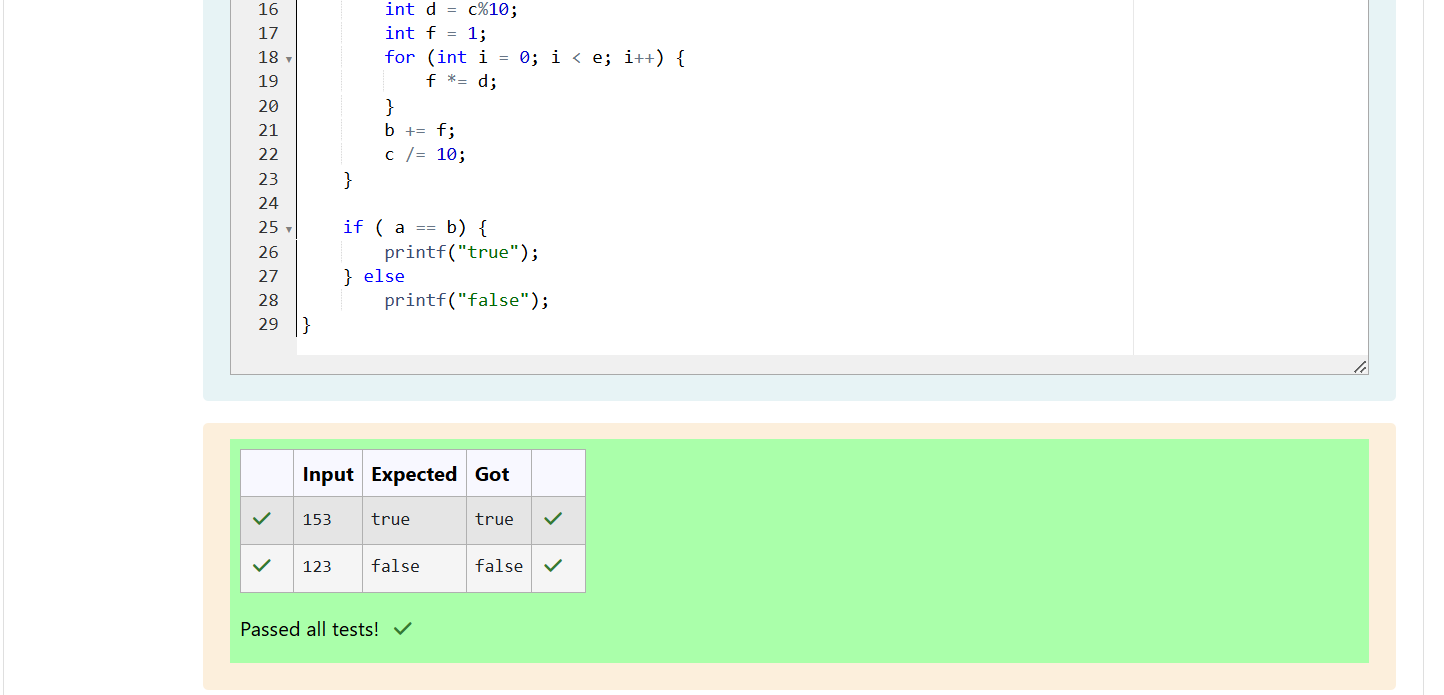 16 int d = c%10;
17 int f = 1;
18 for (int i = 0; i < e; i++) {
19 f *= d;
20 }
21 b += f;
22 c /= 10;
23 }
24
25 if ( a == b) {
26 printf("true");
27 } else
28 printf("false");
29 }
Input Expected Got
153 true true
123 false false
Passed all tests!